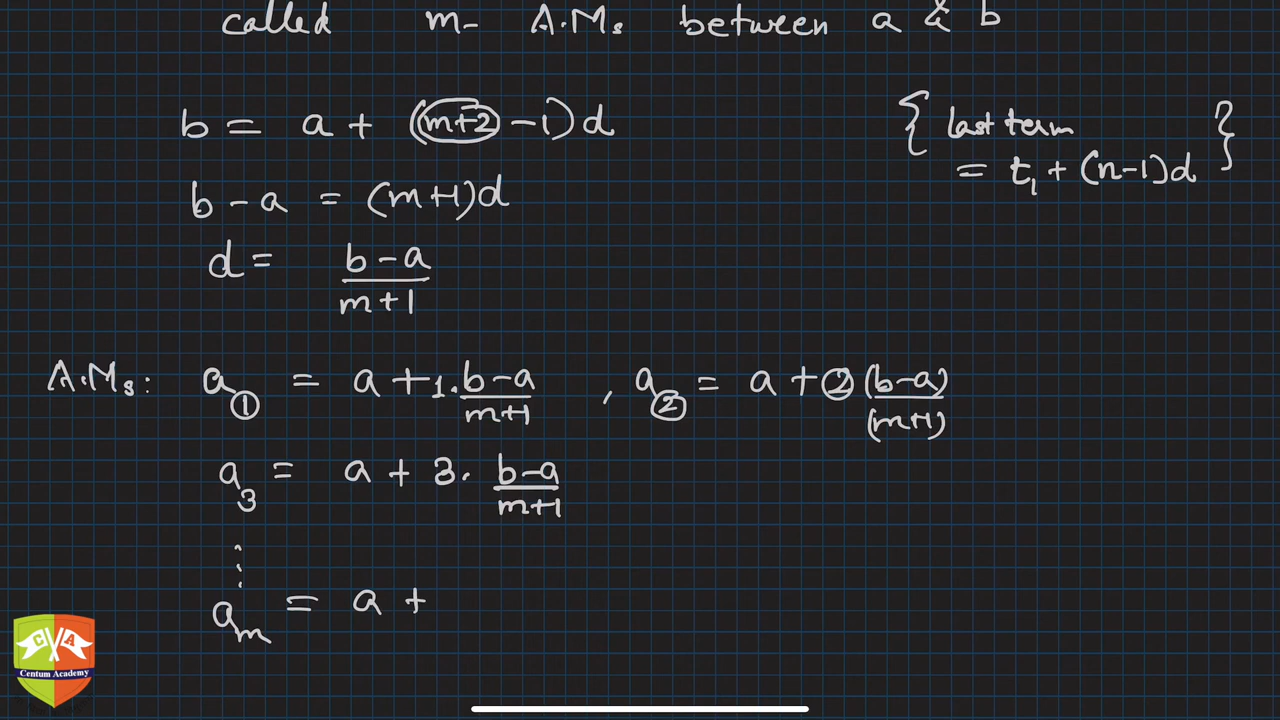 called m- A.Ms between a & b
b = a + (m+2 -1)d { last term }
= t₁ + (n-1)d
b - a = (m+1)d
d = b-a / m+1
A.Ms: a① = a + 1. b-a / m+1 , a② = a + ② (b-a) / (m+1)
a₃ = a + 3. b-a / m+1
⋮
aₘ = a +
C A
Centum Academy